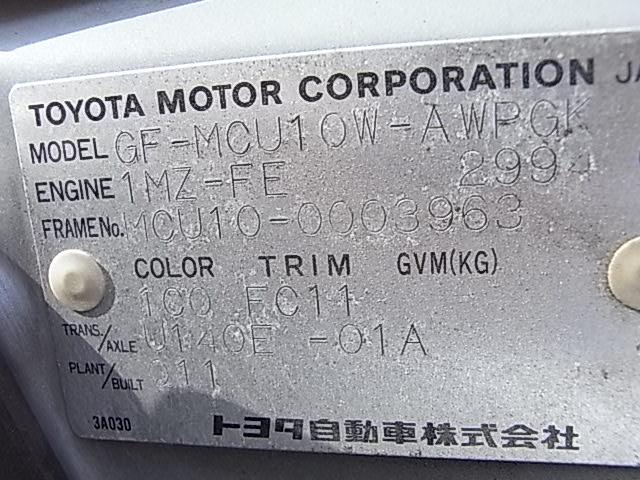 TOYOTA MOTOR CORPORATION JA
MODEL GF-MCU10W-AWPGK
ENGINE 1MZ-FE 2994
FRAME No. MCU10-0003963
COLOR TRIM GVM(KG)
1C0 FC11
TRANS./AXLE U140E -01A
PLANT/BUILT
3A030 トヨタ自動車株式会社